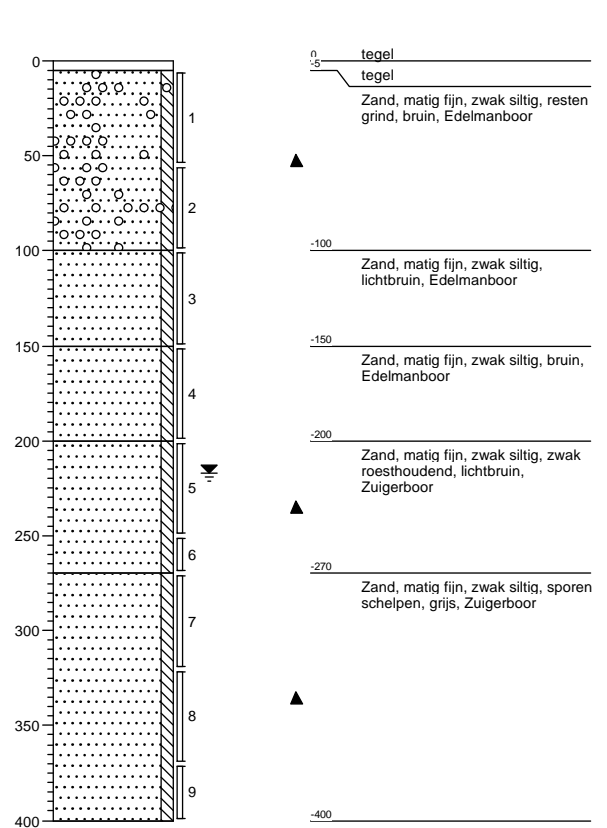 0
50
100
150
200
250
300
350
400
1
2
3
4
5
6
7
8
9
0
tegel
-5
tegel
Zand, matig fijn, zwak siltig, resten
grind, bruin, Edelmanboor
-100
Zand, matig fijn, zwak siltig,
lichtbruin, Edelmanboor
-150
Zand, matig fijn, zwak siltig, bruin,
Edelmanboor
-200
Zand, matig fijn, zwak siltig, zwak
roesthoudend, lichtbruin,
Zuigerboor
-270
Zand, matig fijn, zwak siltig, sporen
schelpen, grijs, Zuigerboor
-400